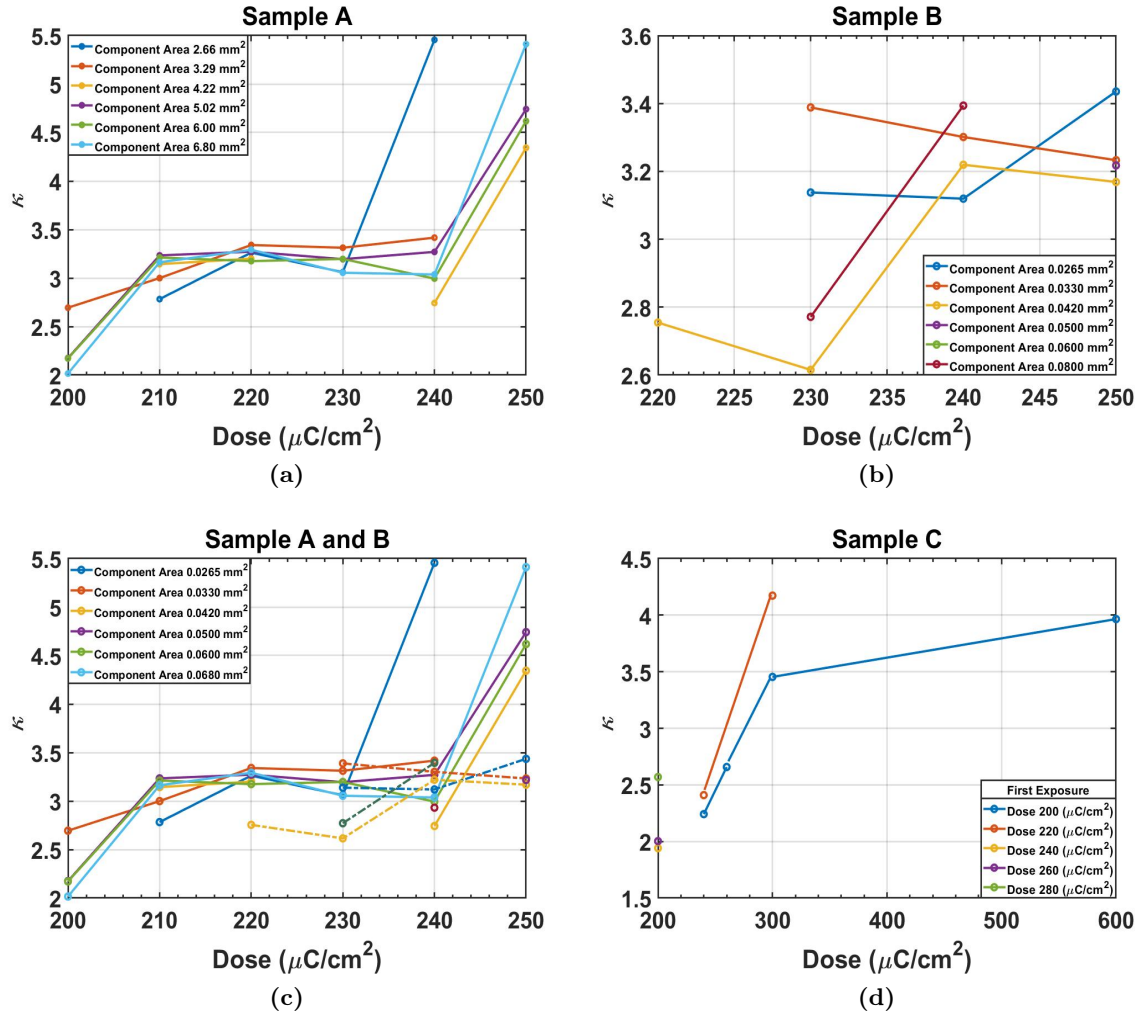 Sample A
5.5
5
4.5
4
3.5
3
2.5
2
κ
Component Area 2.66 mm²
Component Area 3.29 mm²
Component Area 4.22 mm²
Component Area 5.02 mm²
Component Area 6.00 mm²
Component Area 6.80 mm²
200 210 220 230 240 250
Dose (μC/cm²)
(a)
Sample B
3.6
3.4
3.2
3
2.8
2.6
κ
Component Area 0.0265 mm²
Component Area 0.0330 mm²
Component Area 0.0420 mm²
Component Area 0.0500 mm²
Component Area 0.0600 mm²
Component Area 0.0800 mm²
220 225 230 235 240 245 250
Dose (μC/cm²)
(b)
Sample A and B
5.5
5
4.5
4
3.5
3
2.5
2
κ
Component Area 0.0265 mm²
Component Area 0.0330 mm²
Component Area 0.0420 mm²
Component Area 0.0500 mm²
Component Area 0.0600 mm²
Component Area 0.0680 mm²
200 210 220 230 240 250
Dose (μC/cm²)
(c)
Sample C
4.5
4
3.5
3
2.5
2
1.5
κ
First Exposure
Dose 200 (μC/cm²)
Dose 220 (μC/cm²)
Dose 240 (μC/cm²)
Dose 260 (μC/cm²)
Dose 280 (μC/cm²)
200 300 400 500 600
Dose (μC/cm²)
(d)